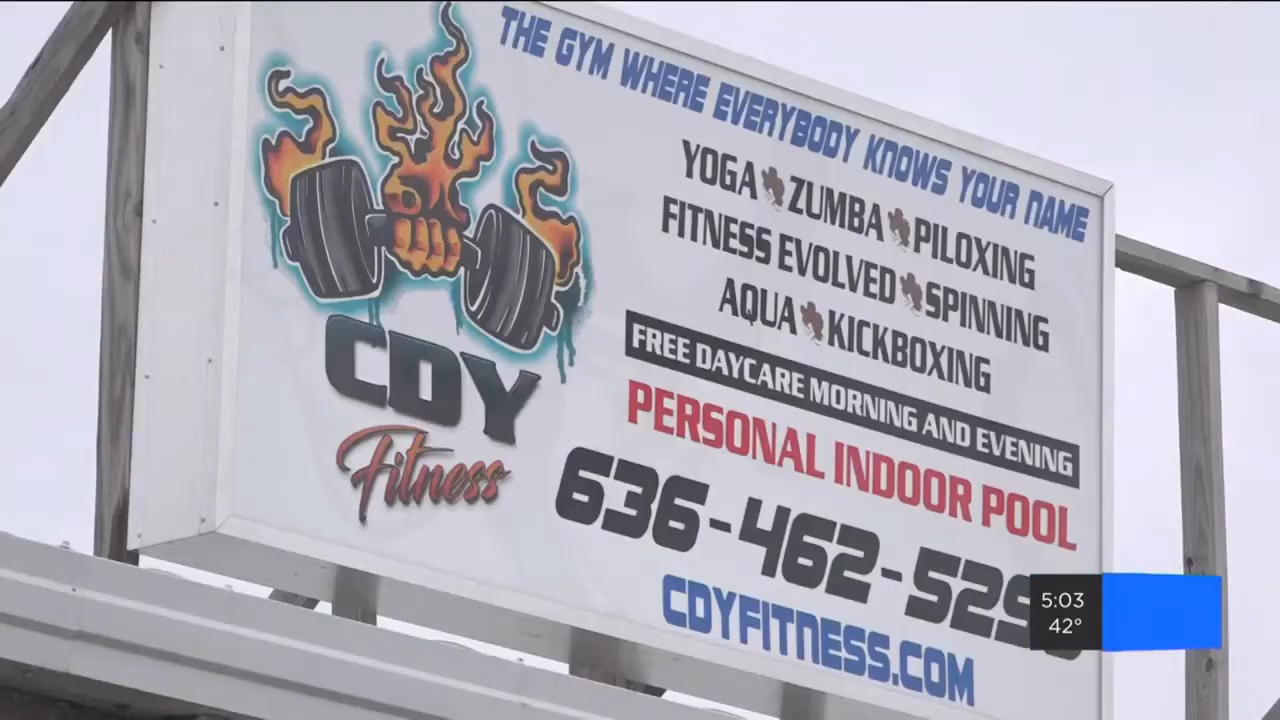 THE GYM WHERE EVERYBODY KNOWS YOUR NAME
YOGA ZUMBA PILOXING
FITNESS EVOLVED SPINNING
AQUA KICKBOXING
FREE DAYCARE MORNING AND EVENING
PERSONAL INDOOR POOL
636-462-529
CDYFITNESS.COM
CDY
Fitness
5:03
42°